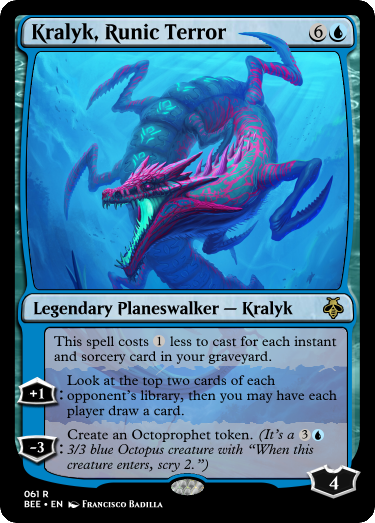 Kralyk, Runic Terror 6
Legendary Planeswalker — Kralyk
This spell costs 1 less to cast for each instant
and sorcery card in your graveyard.
+1: Look at the top two cards of each
opponent's library, then you may have each
player draw a card.
-3: Create an Octoprophet token. (It's a 3
3/3 blue Octopus creature with “When this
creature enters, scry 2.”)
4
061 R
BEE • EN Francisco Badilla